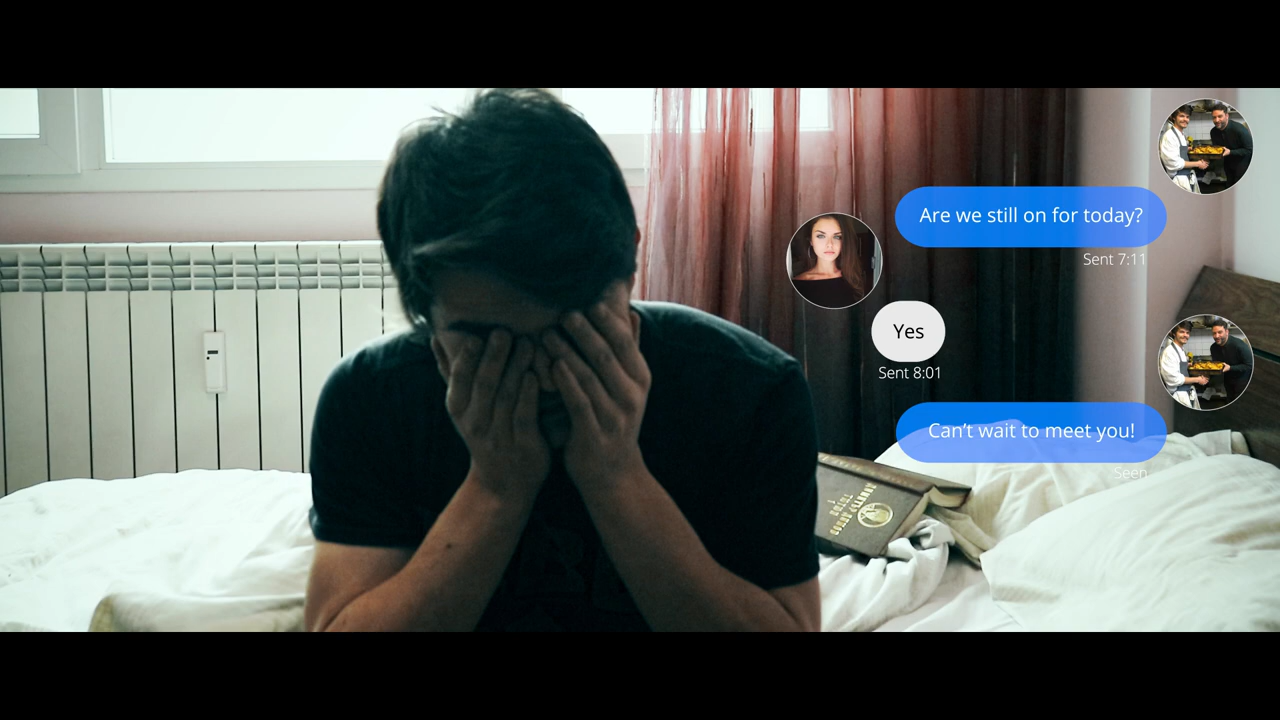 Are we still on for today?
Sent 7:11
Yes
Sent 8:01
Can't wait to meet you!
Seen